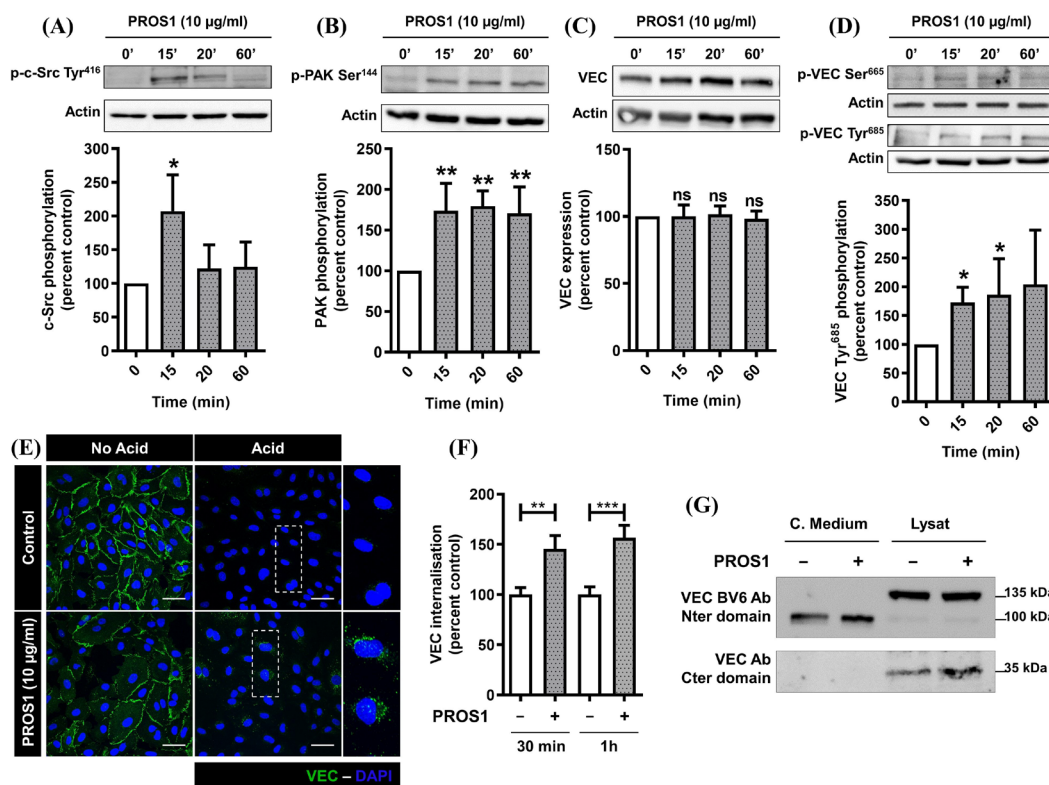 (A)
PROS1 (10 µg/ml)
0’ 15’ 20’ 60’
p-c-Src Tyr⁴¹⁶
Actin
c-Src phosphorylation
(percent control)
300
250
200
150
100
50
0
*
0 15 20 60
Time (min)
(B)
PROS1 (10 µg/ml)
0’ 15’ 20’ 60’
p-PAK Ser¹⁴⁴
Actin
PAK phosphorylation
(percent control)
250
200
150
100
50
0
** ** **
0 15 20 60
Time (min)
(C)
PROS1 (10 µg/ml)
0’ 15’ 20’ 60’
VEC
Actin
VEC expression
(percent control)
150
100
50
0
ns ns ns
0 15 20 60
Time (min)
(D)
PROS1 (10 µg/ml)
0’ 15’ 20’ 60’
p-VEC Ser⁶⁶⁵
Actin
p-VEC Tyr⁶⁸⁵
Actin
VEC Tyr⁶⁸⁵ phosphorylation
(percent control)
350
300
250
200
150
100
50
0
* *
0 15 20 60
Time (min)
(E)
No Acid Acid
Control
PROS1 (10 µg/ml)
VEC – DAPI
(F)
VEC internalisation
(percent control)
200
150
100
50
0
** ***
PROS1 – + – +
30 min 1h
(G)
C. Medium Lysat
PROS1 – + – +
VEC BV6 Ab
Nter domain
135 kDa
100 kDa
VEC Ab
Cter domain
35 kDa